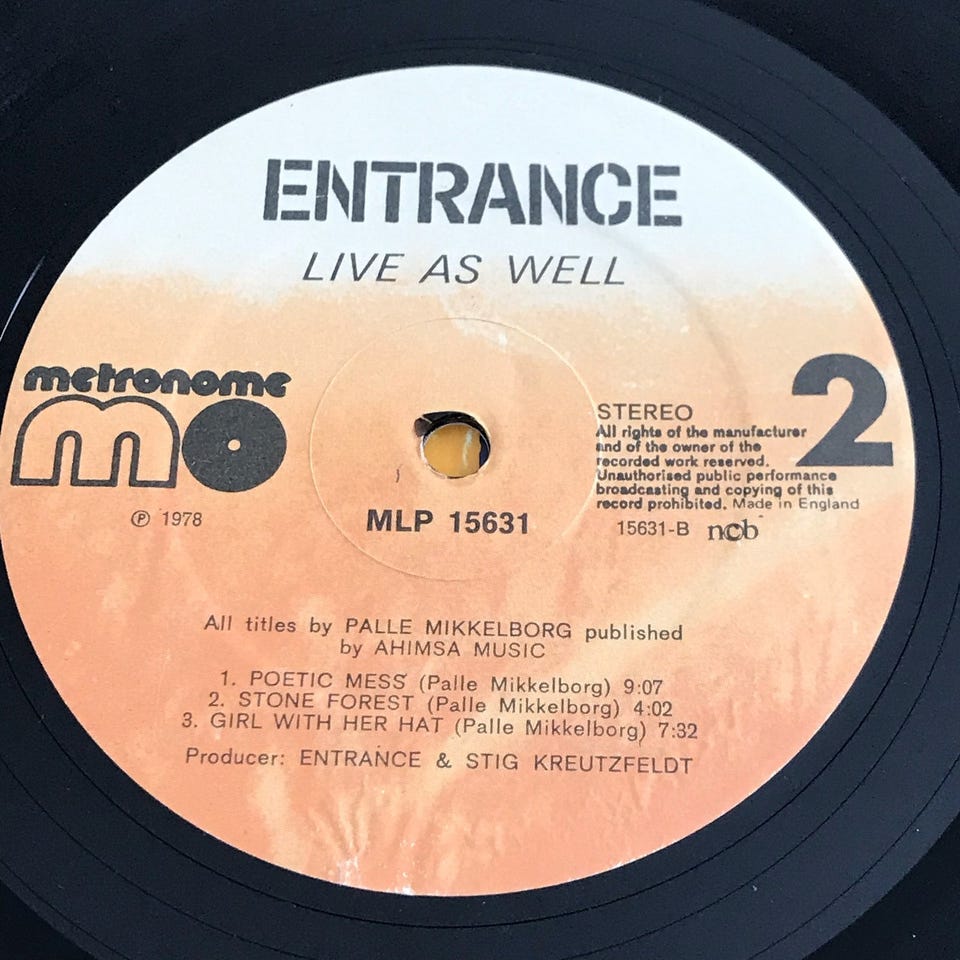 ENTRANCE
LIVE AS WELL
metronome
mo
℗ 1978
MLP 15631
2
STEREO
All rights of the manufacturer
and of the owner of the
recorded work reserved.
Unauthorised public performance
broadcasting and copying of this
record prohibited. Made in England
15631-B ncb
All titles by PALLE MIKKELBORG published
by AHIMSA MUSIC
1. POETIC MESS (Palle Mikkelborg) 9:07
2. STONE FOREST (Palle Mikkelborg) 4:02
3. GIRL WITH HER HAT (Palle Mikkelborg) 7:32
Producer: ENTRANCE & STIG KREUTZFELDT